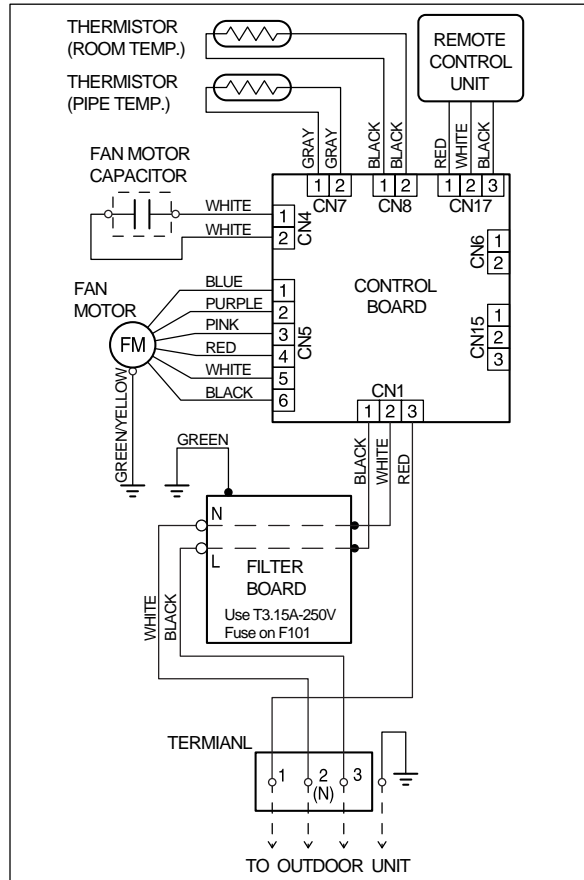 THERMISTOR
(ROOM TEMP.)
THERMISTOR
(PIPE TEMP.)
REMOTE
CONTROL
UNIT
GRAY
GRAY
BLACK
BLACK
RED
WHITE
BLACK
FAN MOTOR
CAPACITOR
WHITE
WHITE
1 2
CN7
1 2
CN8
1 2 3
CN17
1
2
CN4
CN6
1
2
CONTROL
BOARD
FAN
MOTOR
FM
BLUE
PURPLE
PINK
RED
WHITE
BLACK
1
2
3
4
5
6
CN5
CN15
1
2
3
CN1
1 2 3
GREEN/YELLOW
GREEN
BLACK
WHITE
RED
N
L
FILTER
BOARD
Use T3.15A-250V
Fuse on F101
WHITE
BLACK
TERMIANL
1 2 3
(N)
TO OUTDOOR UNIT